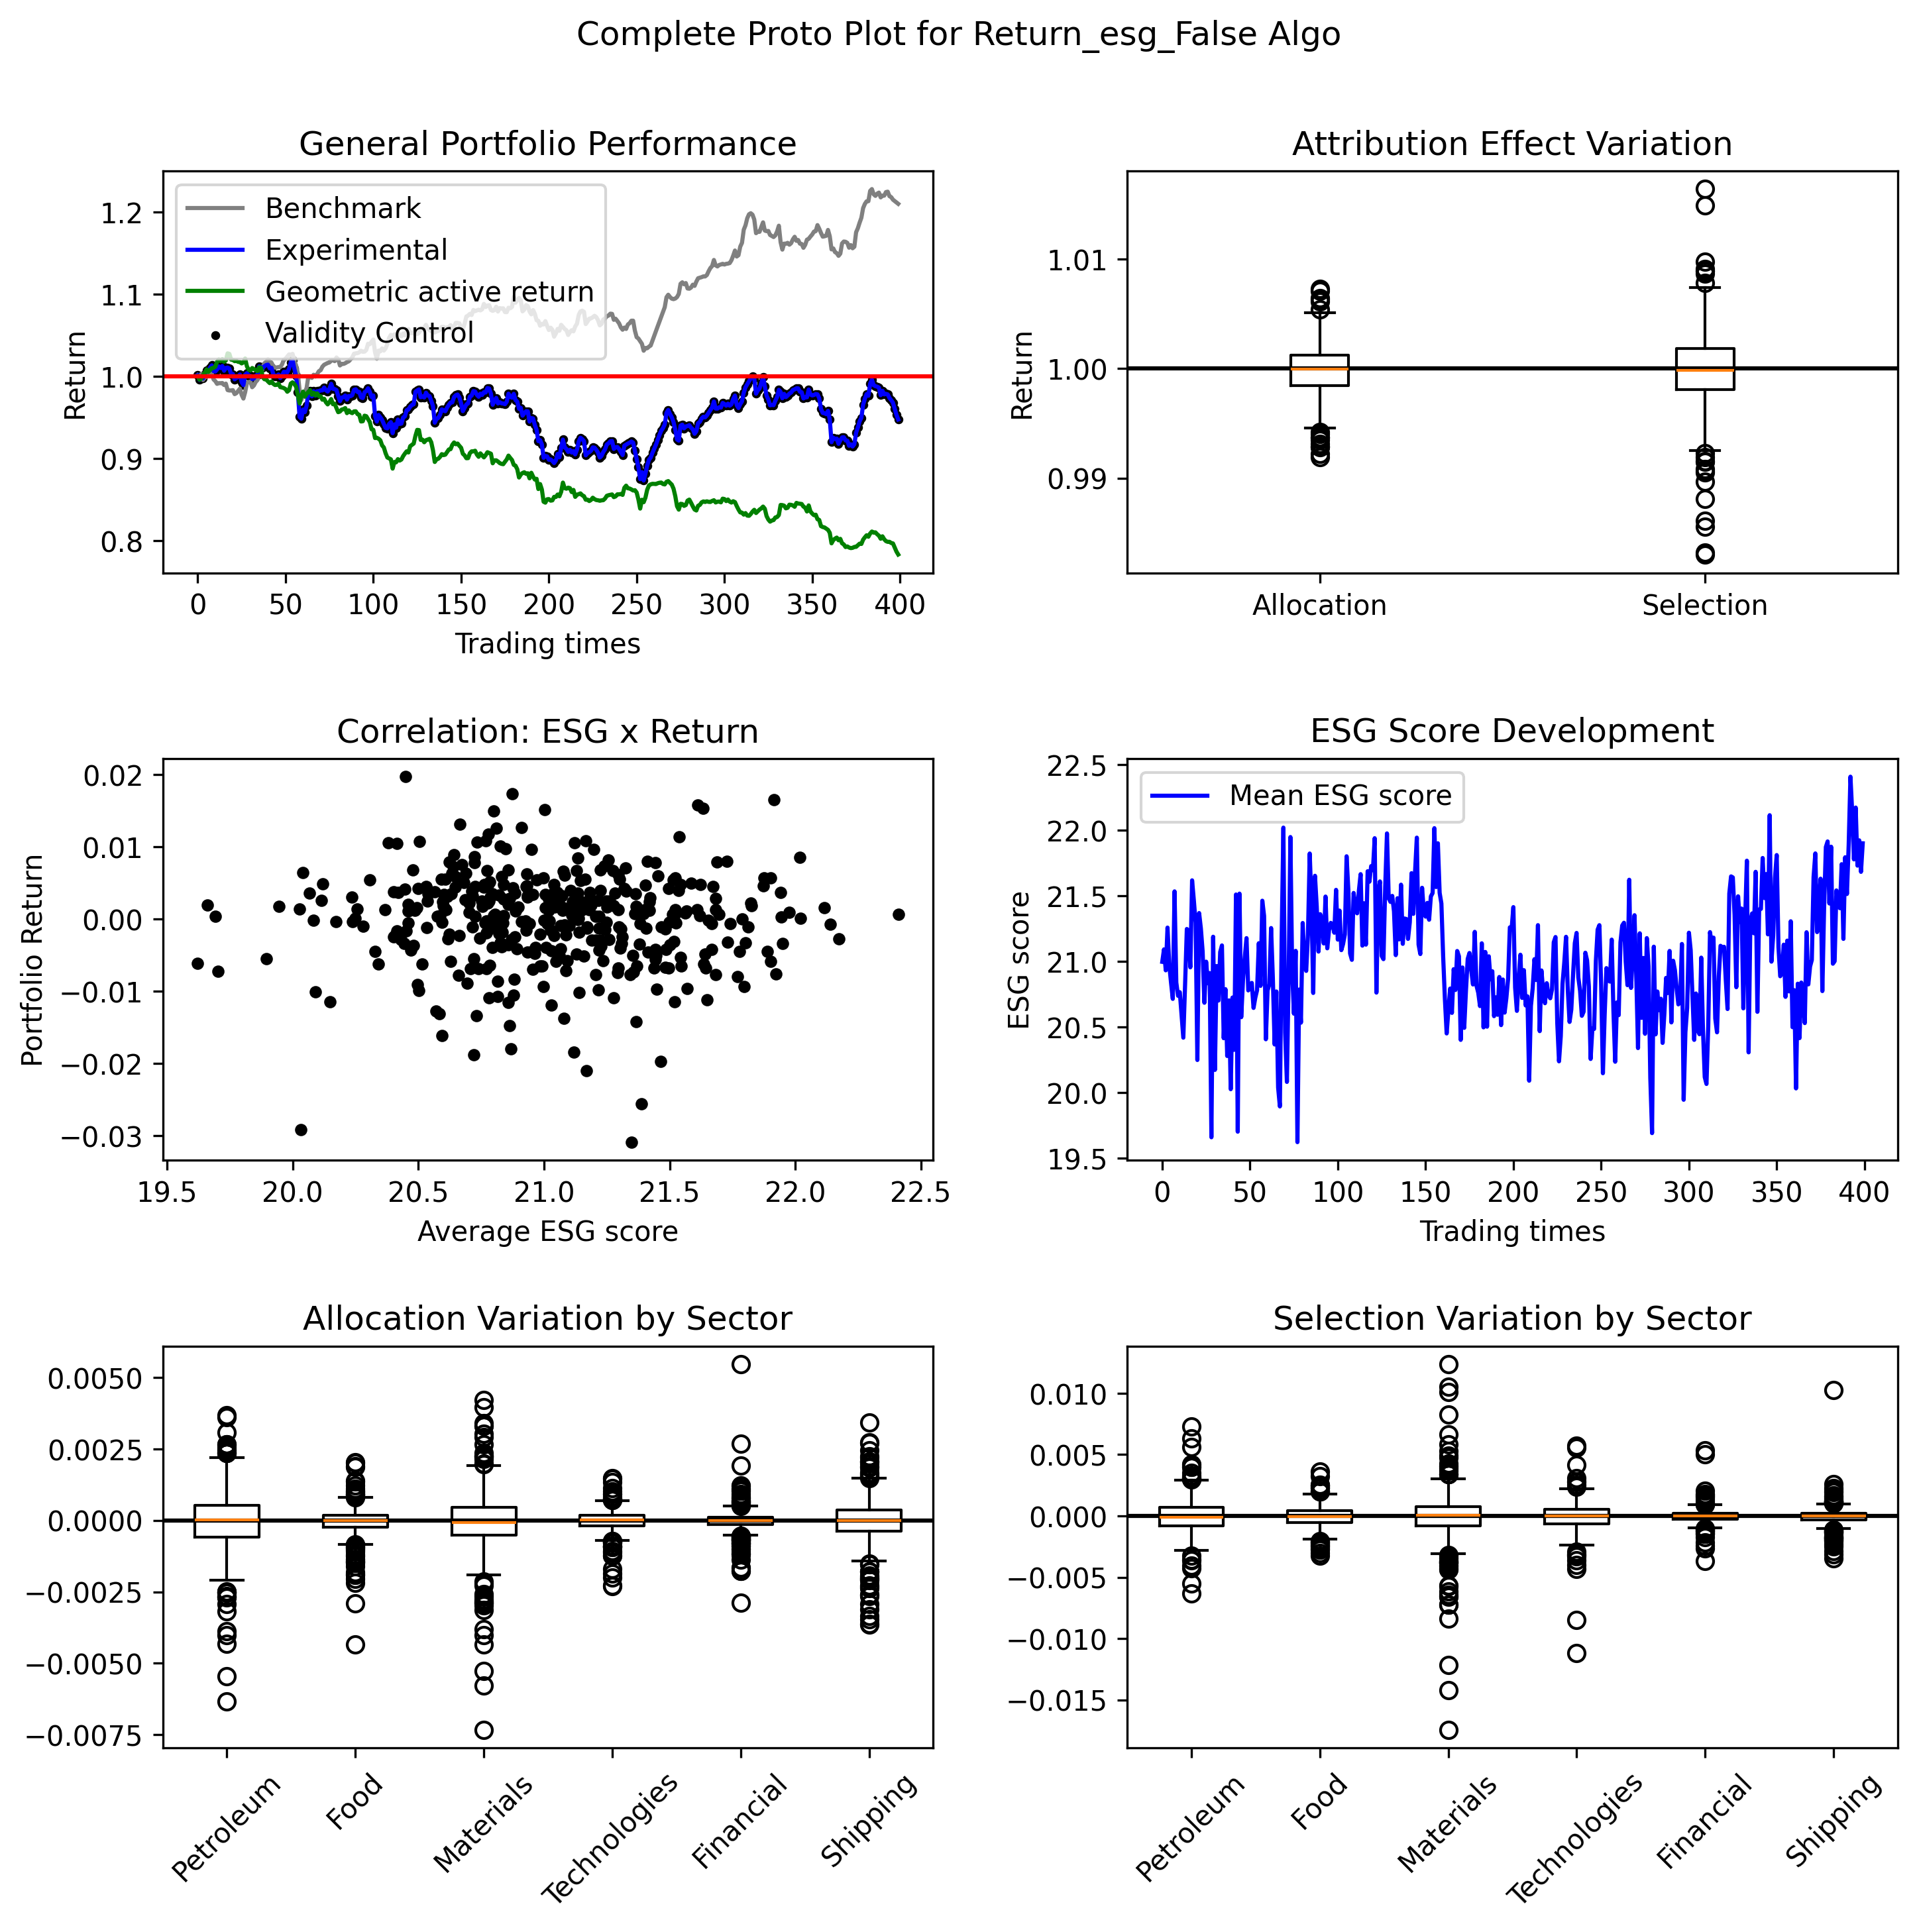 Complete Proto Plot for Return_esg_False Algo
General Portfolio Performance
Return
1.2
1.1
1.0
0.9
0.8
Benchmark
Experimental
Geometric active return
Validity Control
0 50 100 150 200 250 300 350 400
Trading times
Attribution Effect Variation
Return
1.01
1.00
0.99
Allocation Selection
Correlation: ESG x Return
Portfolio Return
0.02
0.01
0.00
−0.01
−0.02
−0.03
19.5 20.0 20.5 21.0 21.5 22.0 22.5
Average ESG score
ESG Score Development
ESG score
22.5
22.0
21.5
21.0
20.5
20.0
19.5
Mean ESG score
0 50 100 150 200 250 300 350 400
Trading times
Allocation Variation by Sector
0.0050
0.0025
0.0000
−0.0025
−0.0050
−0.0075
Petroleum Food Materials Technologies Financial Shipping
Selection Variation by Sector
0.010
0.005
0.000
−0.005
−0.010
−0.015
Petroleum Food Materials Technologies Financial Shipping